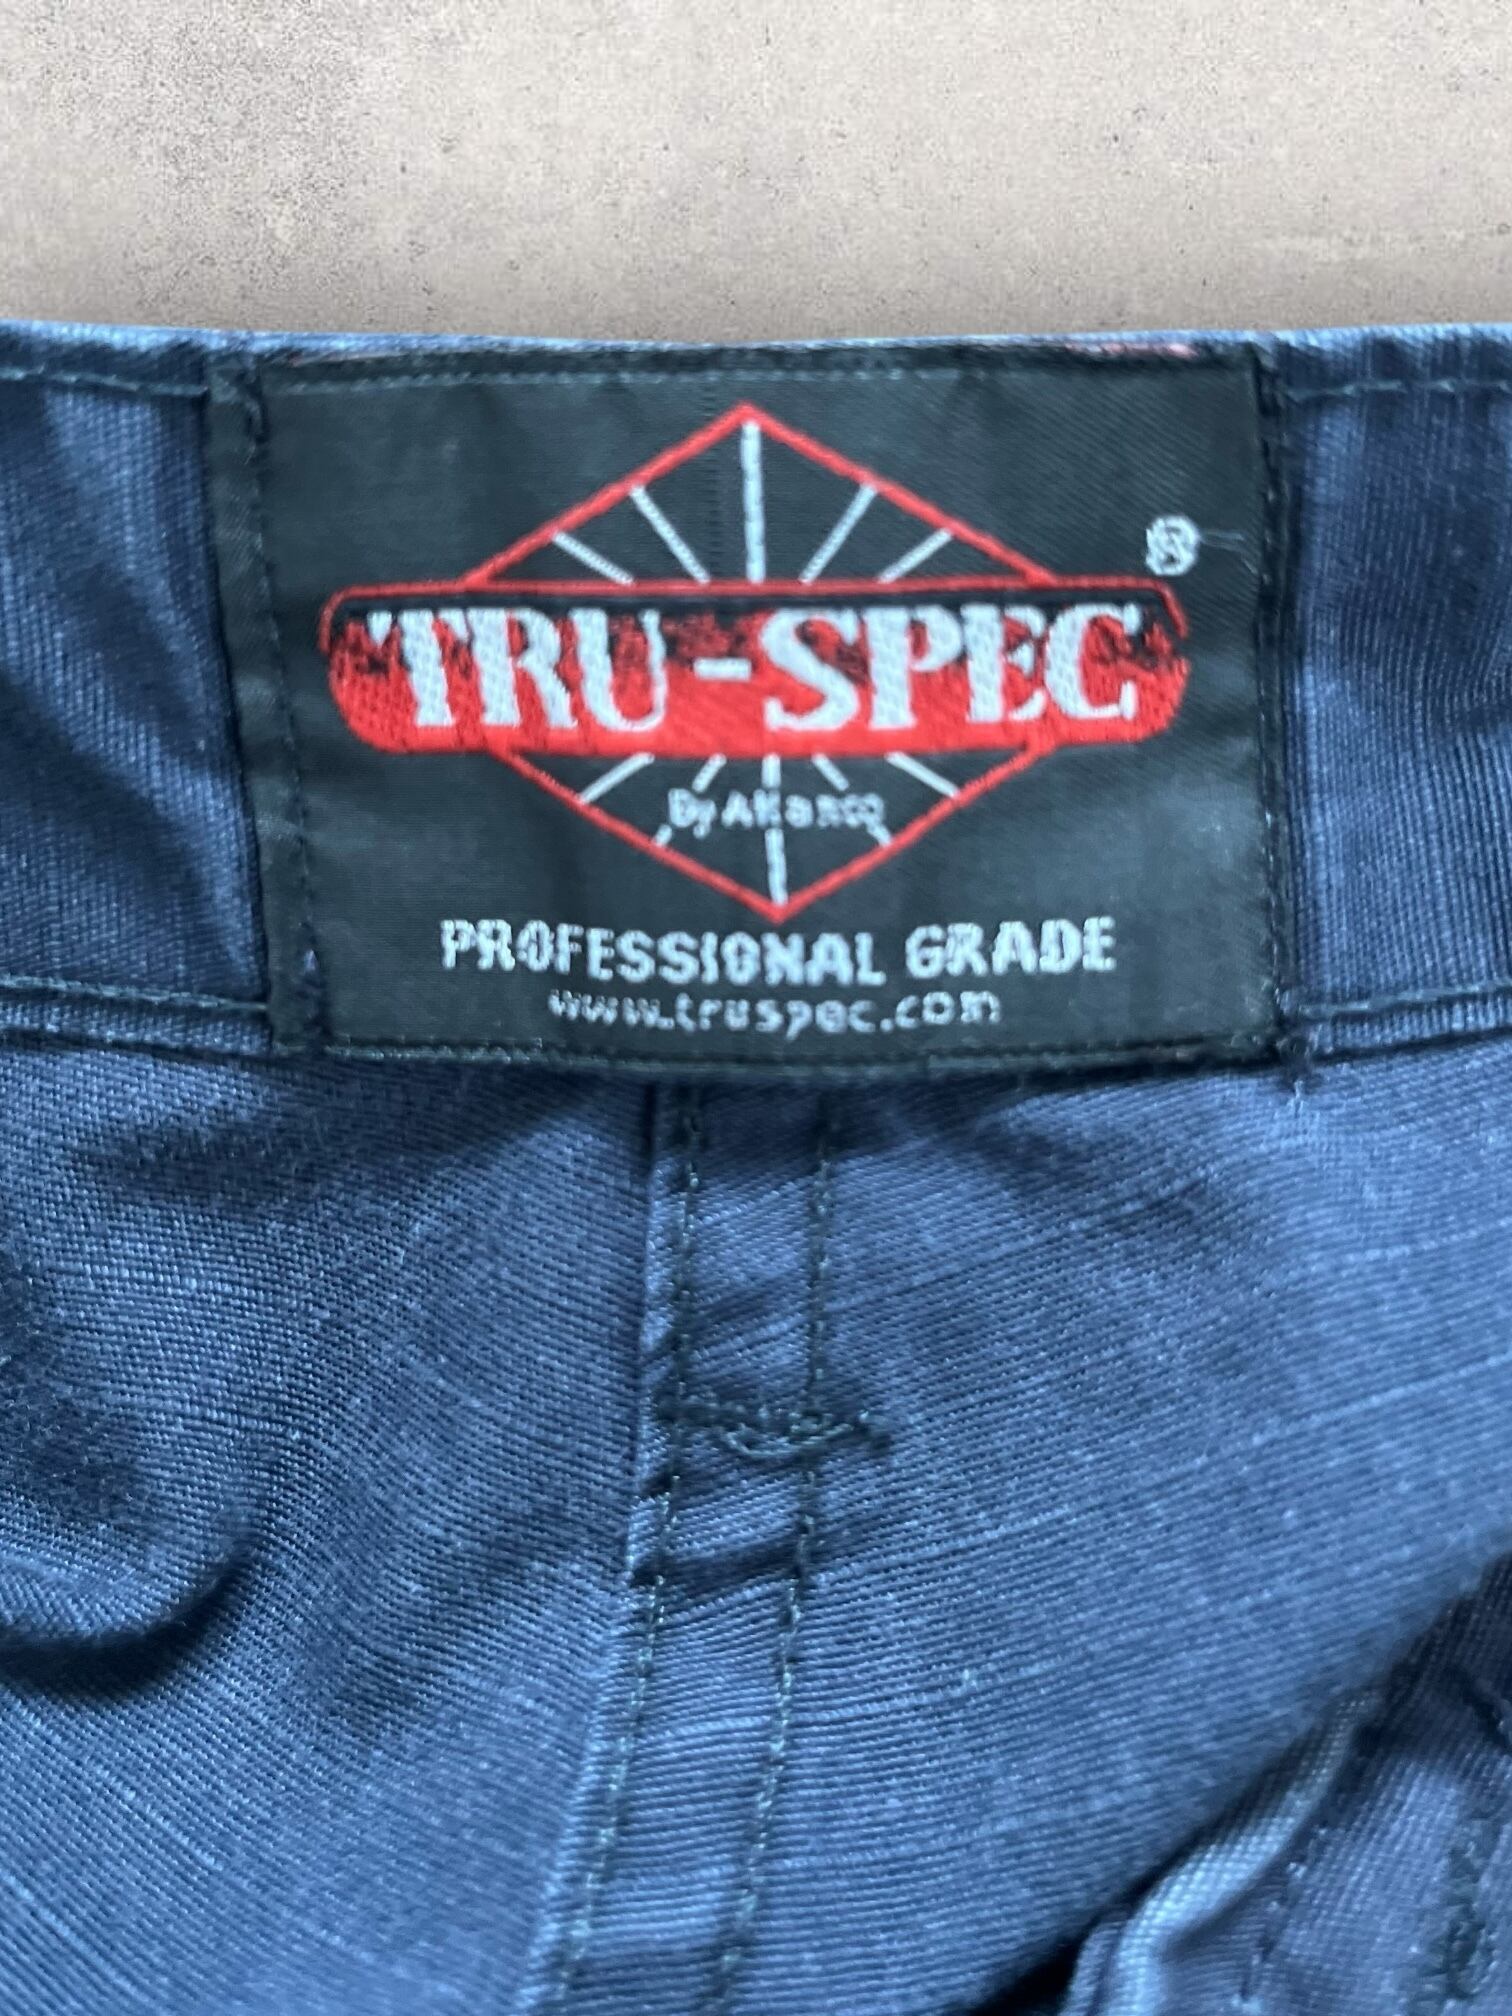 TRU-SPEC®
By Atlanco
PROFESSIONAL GRADE
www.truspec.com